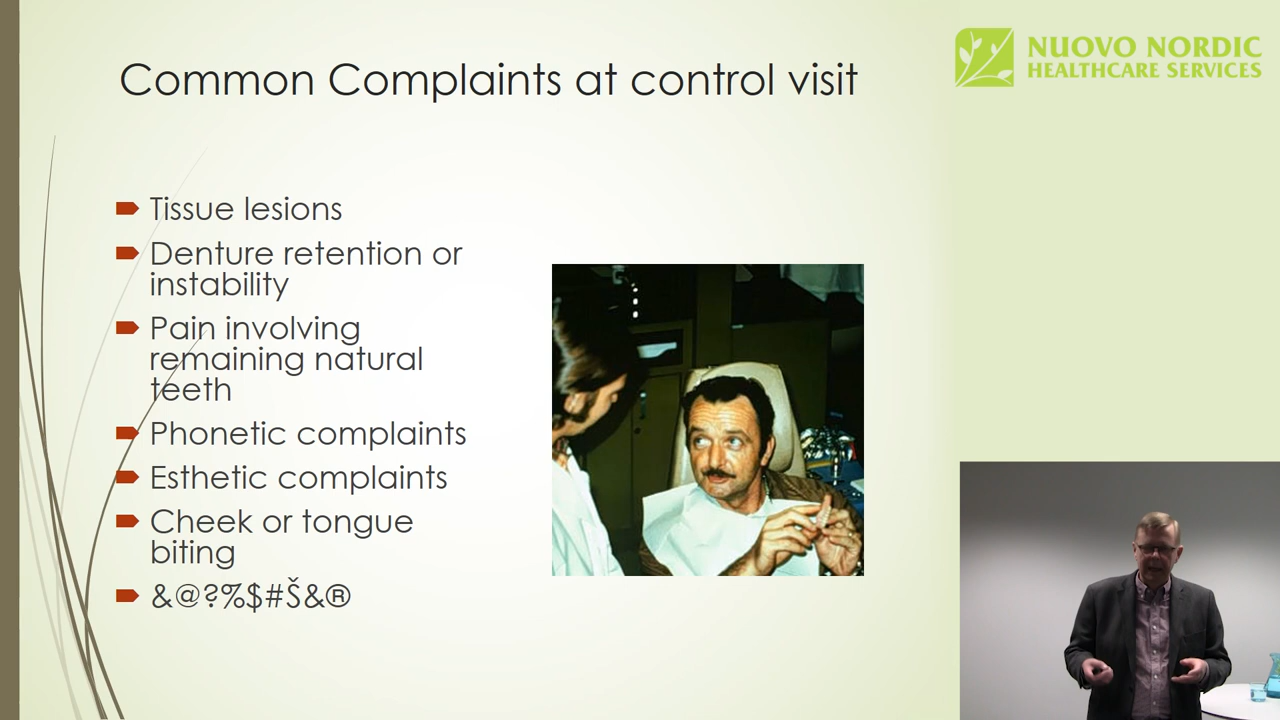 Common Complaints at control visit
NUOVO NORDIC
HEALTHCARE SERVICES
Tissue lesions
Denture retention or
instability
Pain involving
remaining natural
teeth
Phonetic complaints
Esthetic complaints
Cheek or tongue
biting
&@?%$#Š&®